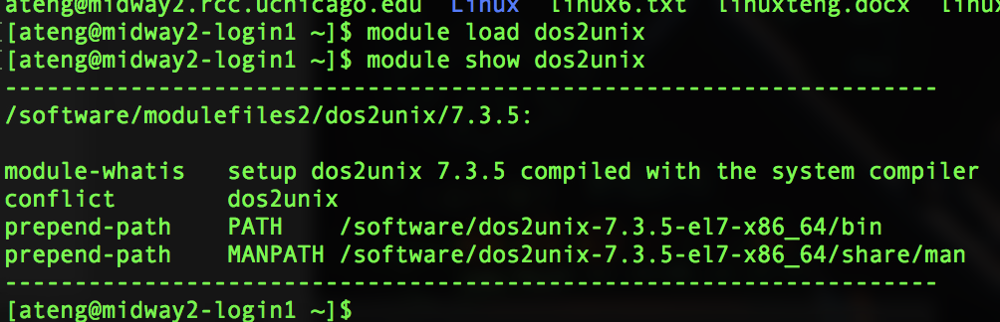 ateng@midway2.rcc.uchicago.edu Linux linux6.txt linuxteng.docx linux
[ateng@midway2-login1 ~]$ module load dos2unix
[ateng@midway2-login1 ~]$ module show dos2unix
-------------------------------------------------------------------
/software/modulefiles2/dos2unix/7.3.5:
module-whatis setup dos2unix 7.3.5 compiled with the system compiler
conflict dos2unix
prepend-path PATH /software/dos2unix-7.3.5-el7-x86_64/bin
prepend-path MANPATH /software/dos2unix-7.3.5-el7-x86_64/share/man
-------------------------------------------------------------------
[ateng@midway2-login1 ~]$